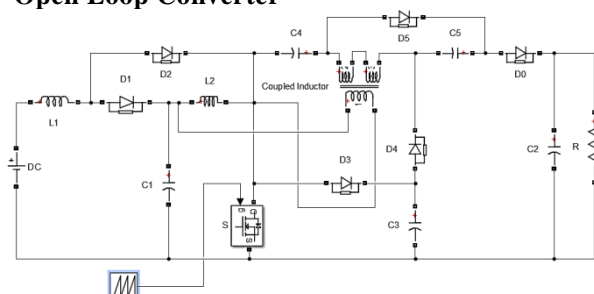 Open Loop Converter
C4
D5
C5
D2
D0
D1
L2
Coupled Inductor
L1
D4
DC
C1
D3
C2
R
S
C3